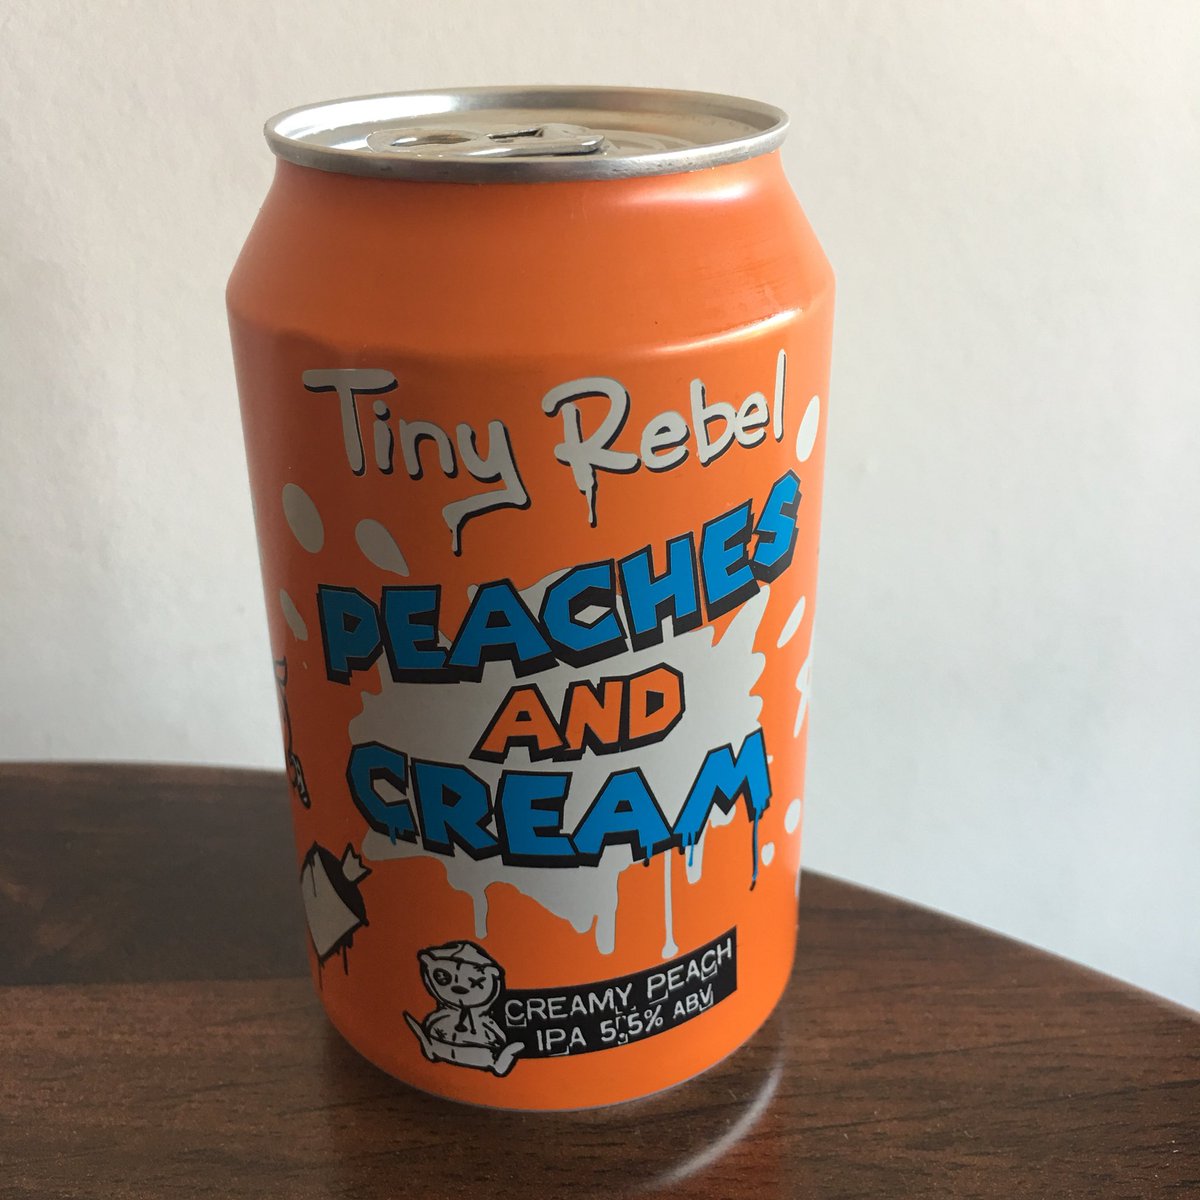 Tiny Rebel
PEACHES
AND
CREAM
CREAMY PEACH
IPA 5.5% ABV